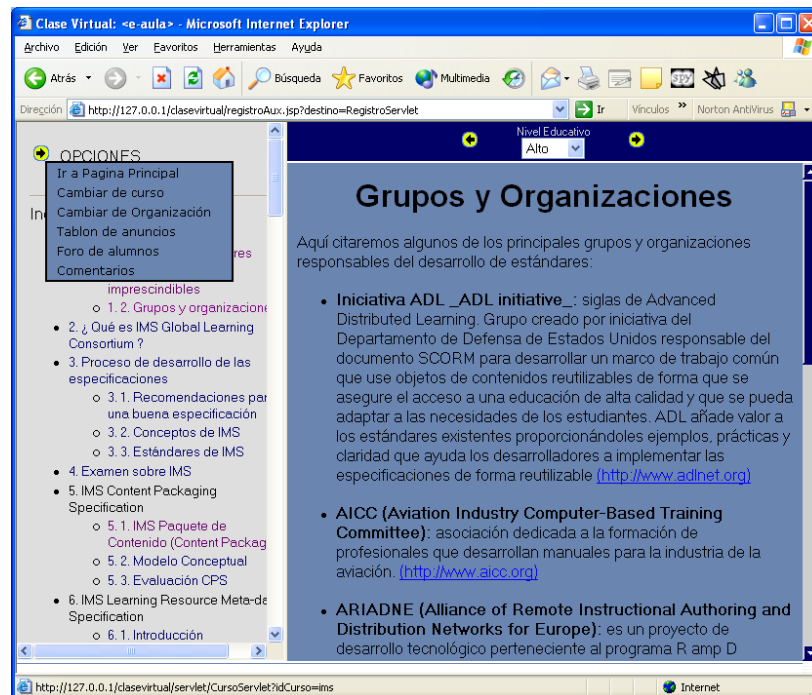 Clase Virtual: <e-aula> - Microsoft Internet Explorer
Archivo Edición Ver Favoritos Herramientas Ayuda
Atrás Búsqueda Favoritos Multimedia
Dirección http://127.0.0.1/clasevirtual/registroAux.jsp?destino=RegistroServlet Ir Vínculos » Norton AntiVirus
OPCIONES
Ir a Pagina Principal
Cambiar de curso
Cambiar de Organización
Tablon de anuncios
Foro de alumnos
Comentarios
imprescindibles
1. 2. Grupos y organizacione
2. ¿ Qué es IMS Global Learning
Consortium ?
3. Proceso de desarrollo de las
especificaciones
3. 1. Recomendaciones par
una buena especificación
3. 2. Conceptos de IMS
3. 3. Estándares de IMS
4. Examen sobre IMS
5. IMS Content Packaging
Specification
5. 1. IMS Paquete de
Contenido (Content Packag
5. 2. Modelo Conceptual
5. 3. Evaluación CPS
6. IMS Learning Resource Meta-da
Specification
6. 1. Introducción
Nivel Educativo
Alto
Grupos y Organizaciones
Aquí citaremos algunos de los principales grupos y organizaciones
responsables del desarrollo de estándares:
Iniciativa ADL _ADL initiative_: siglas de Advanced
Distributed Learning. Grupo creado por iniciativa del
Departamento de Defensa de Estados Unidos responsable del
documento SCORM para desarrollar un marco de trabajo común
que use objetos de contenidos reutilizables de forma que se
asegure el acceso a una educación de alta calidad y que se pueda
adaptar a las necesidades de los estudiantes. ADL añade valor a
los estándares existentes proporcionándoles ejemplos, prácticas y
claridad que ayuda los desarrolladores a implementar las
especificaciones de forma reutilizable (http://www.adlnet.org)
AICC (Aviation Industry Computer-Based Training
Committee): asociación dedicada a la formación de
profesionales que desarrollan manuales para la industria de la
aviación. (http://www.aicc.org)
ARIADNE (Alliance of Remote Instructional Authoring and
Distribution Networks for Europe): es un proyecto de
desarrollo tecnológico perteneciente al programa R amp D
http://127.0.0.1/clasevirtual/servlet/CursoServlet?idCurso=ims Internet